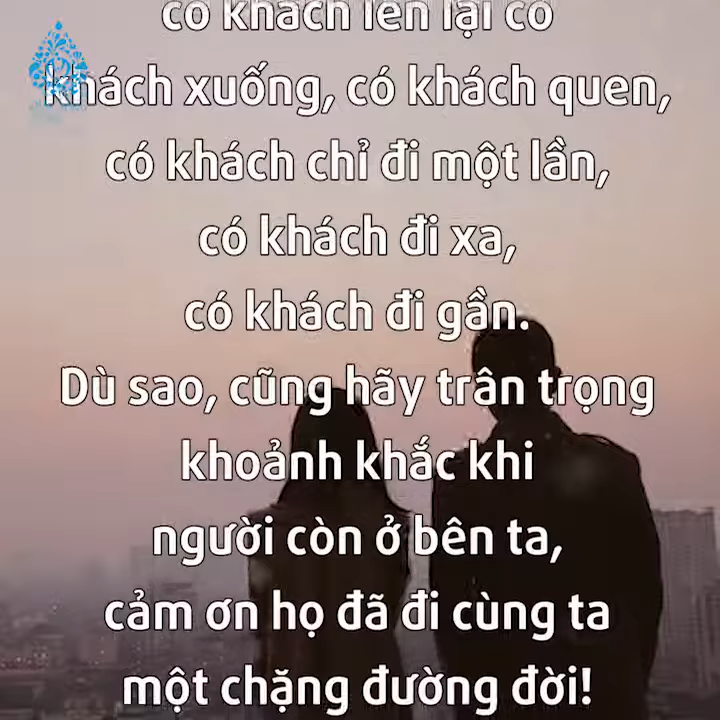 có khách lên lại có
khách xuống, có khách quen,
có khách chỉ đi một lần,
có khách đi xa,
có khách đi gần.
Dù sao, cũng hãy trân trọng
khoảnh khắc khi
người còn ở bên ta,
cảm ơn họ đã đi cùng ta
một chặng đường đời!